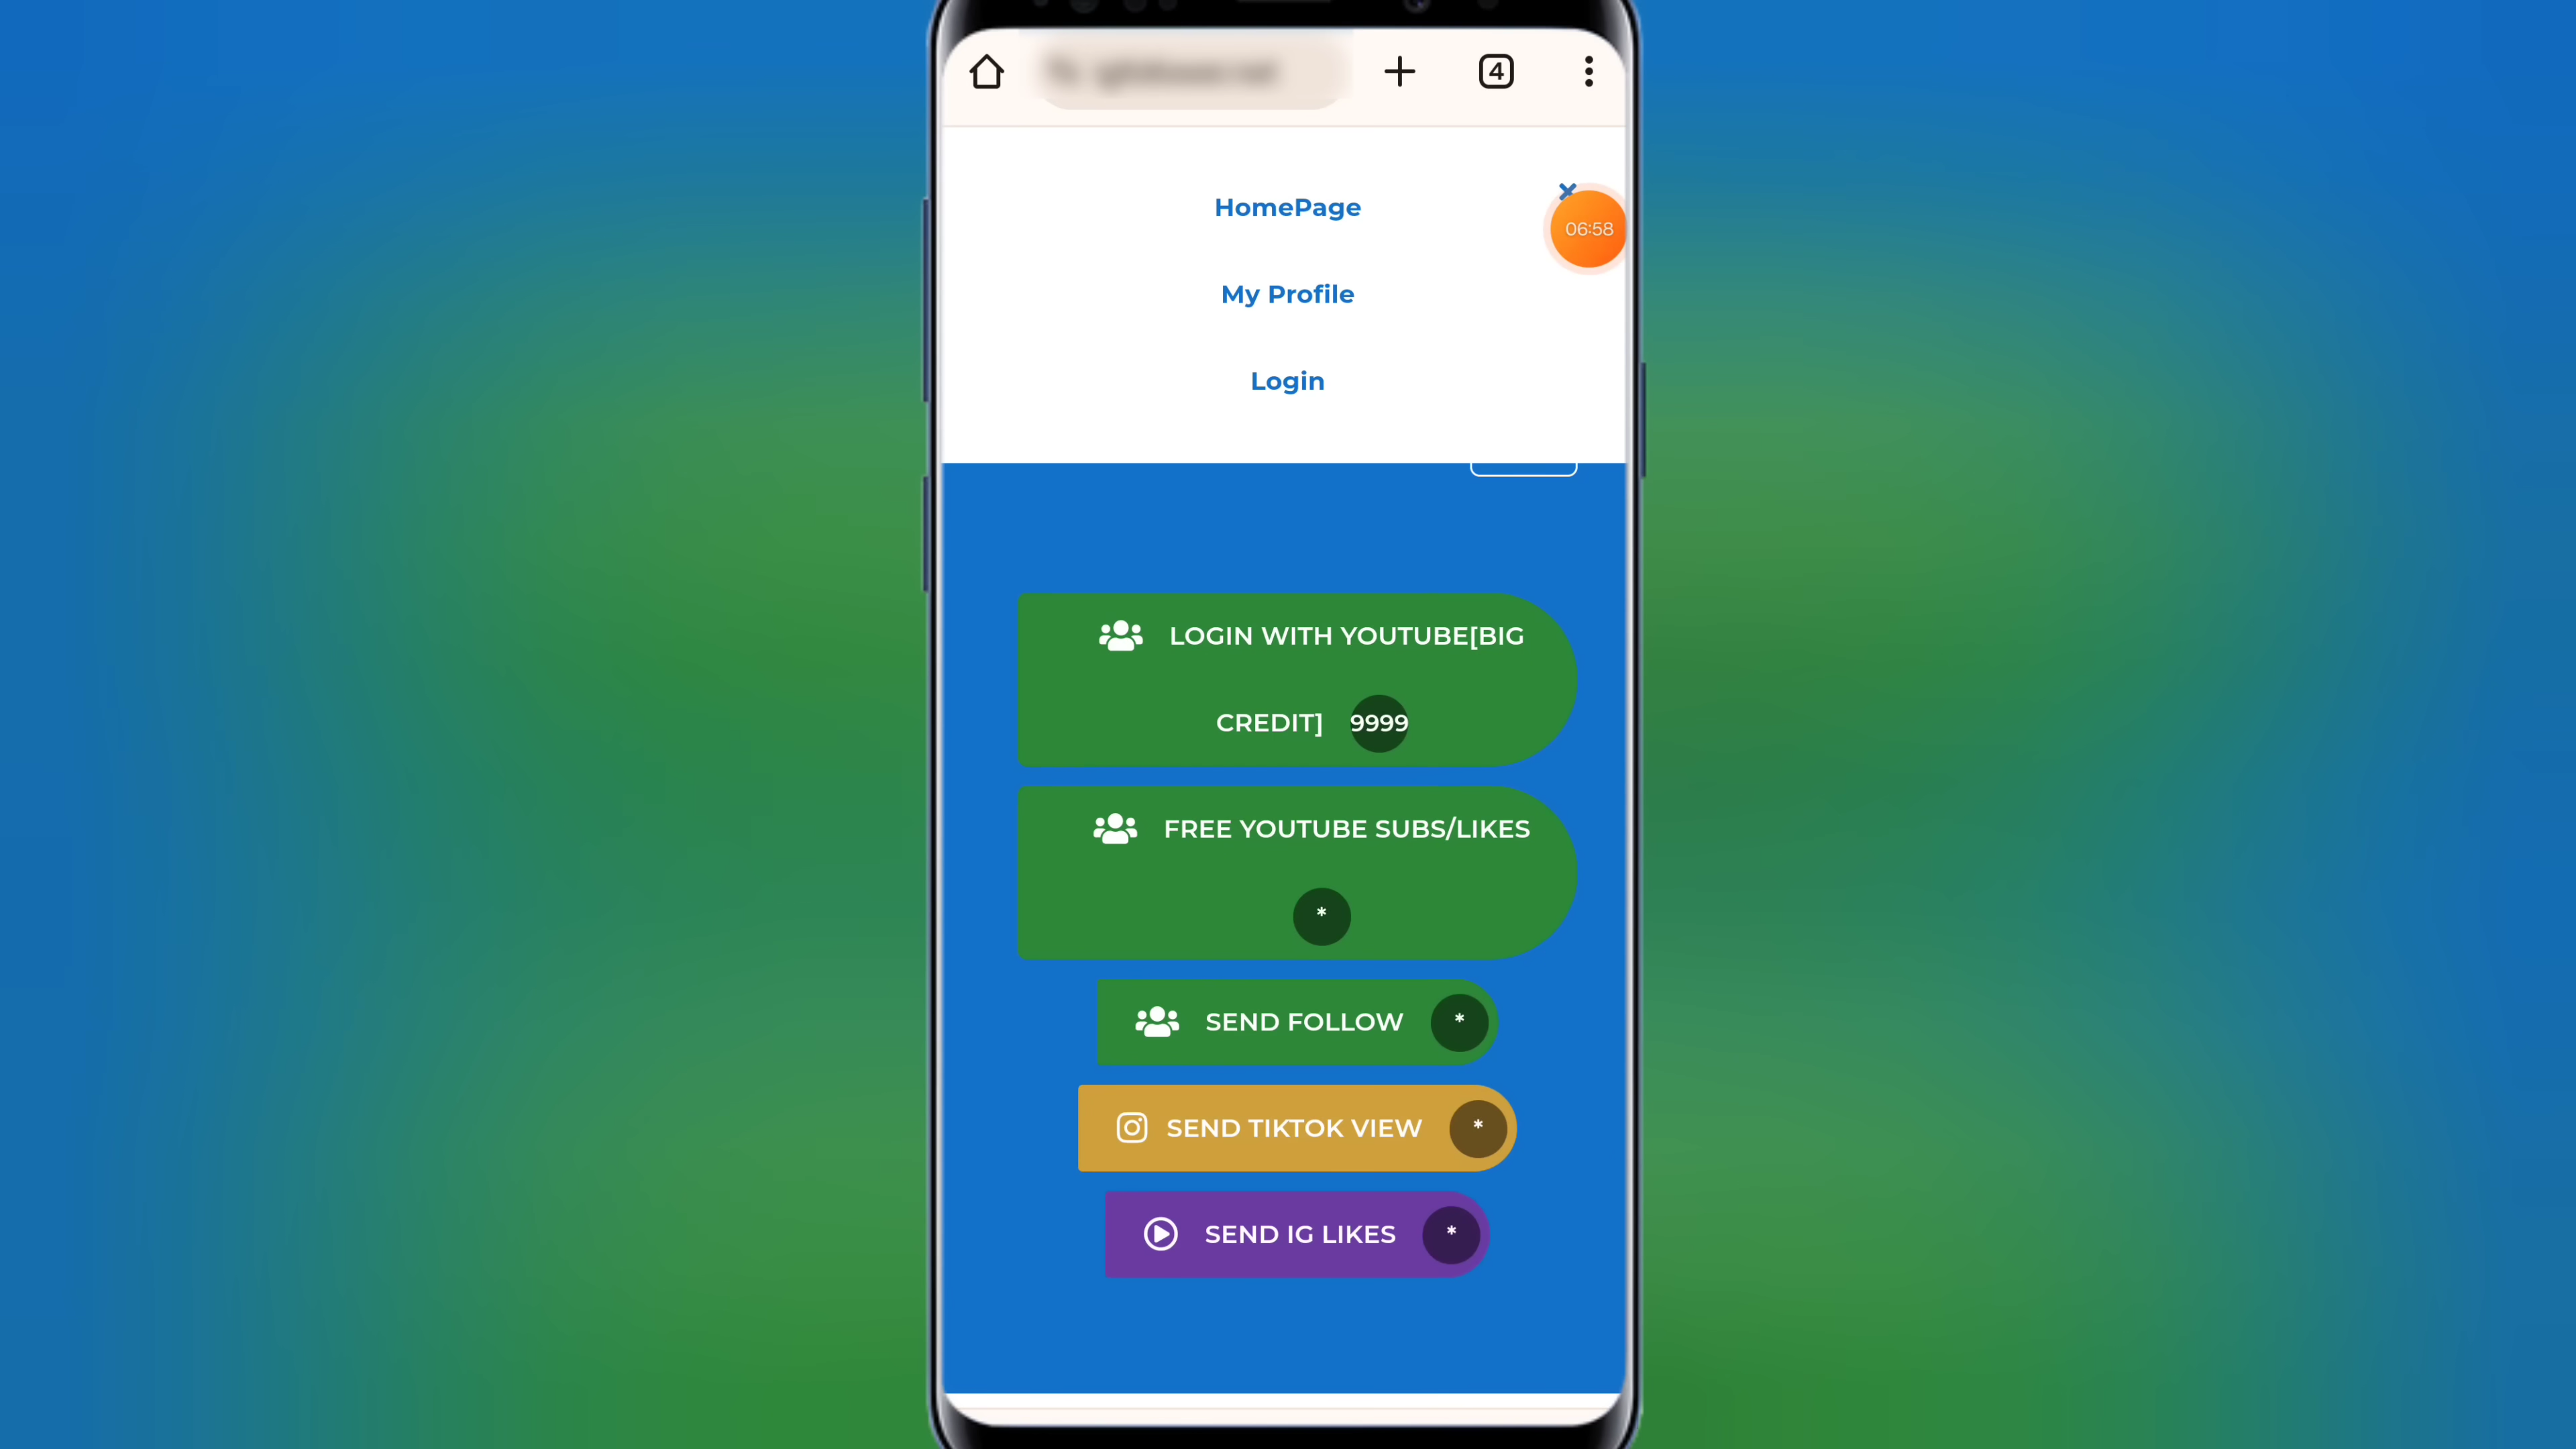 4
HomePage
06:58
My Profile
Login
LOGIN WITH YOUTUBE[BIG
CREDIT] 9999
FREE YOUTUBE SUBS/LIKES
*
SEND FOLLOW *
SEND TIKTOK VIEW *
SEND IG LIKES *